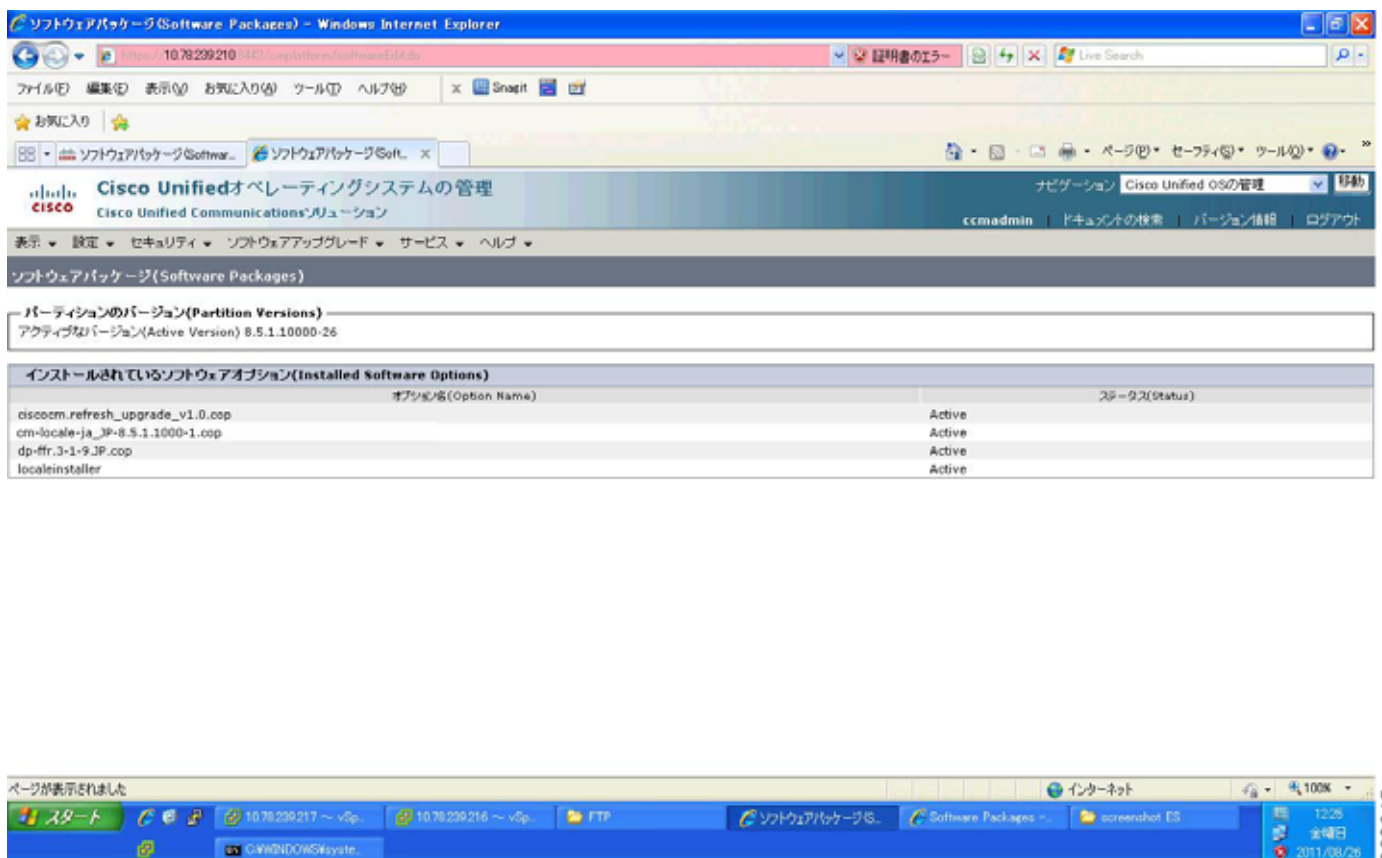 ソフトウェアパッケージ(Software Packages) - Windows Internet Explorer
https://10.78.239.210:8443/cmplatform/softwareEdit.do
証明書のエラー
Live Search
ファイル(F) 編集(E) 表示(V) お気に入り(A) ツール(T) ヘルプ(H) x Snagit
お気に入り
ソフトウェアパッケージ(Softwar... ソフトウェアパッケージ(Soft... x
ページ(P) セーフティ(S) ツール(O)
cisco
Cisco Unifiedオペレーティングシステムの管理
Cisco Unified Communicationsソリューション
ナビゲーション Cisco Unified OSの管理 移動
ccmadmin | ドキュメントの検索 | バージョン情報 | ログアウト
表示 設定 セキュリティ ソフトウェアアップグレード サービス ヘルプ
ソフトウェアパッケージ(Software Packages)
パーティションのバージョン(Partition Versions)
アクティブなバージョン(Active Version) 8.5.1.10000-26
インストールされているソフトウェアオプション(Installed Software Options)
オプション名(Option Name) ステータス(Status)
ciscocm.refresh_upgrade_v1.0.cop Active
cm-locale-ja_JP-8.5.1.1000-1.cop Active
dp-ffr.3-1-9.JP.cop Active
localeinstaller Active
ページが表示されました
インターネット
100%
スタート
10.78.239.217 ~ vSp...
10.78.239.216 ~ vSp...
FTP
ソフトウェアパッケージ(S...
Software Packages -...
screenshot ES
12:25
金曜日
2011/08/26
C:¥WINDOWS¥syste...